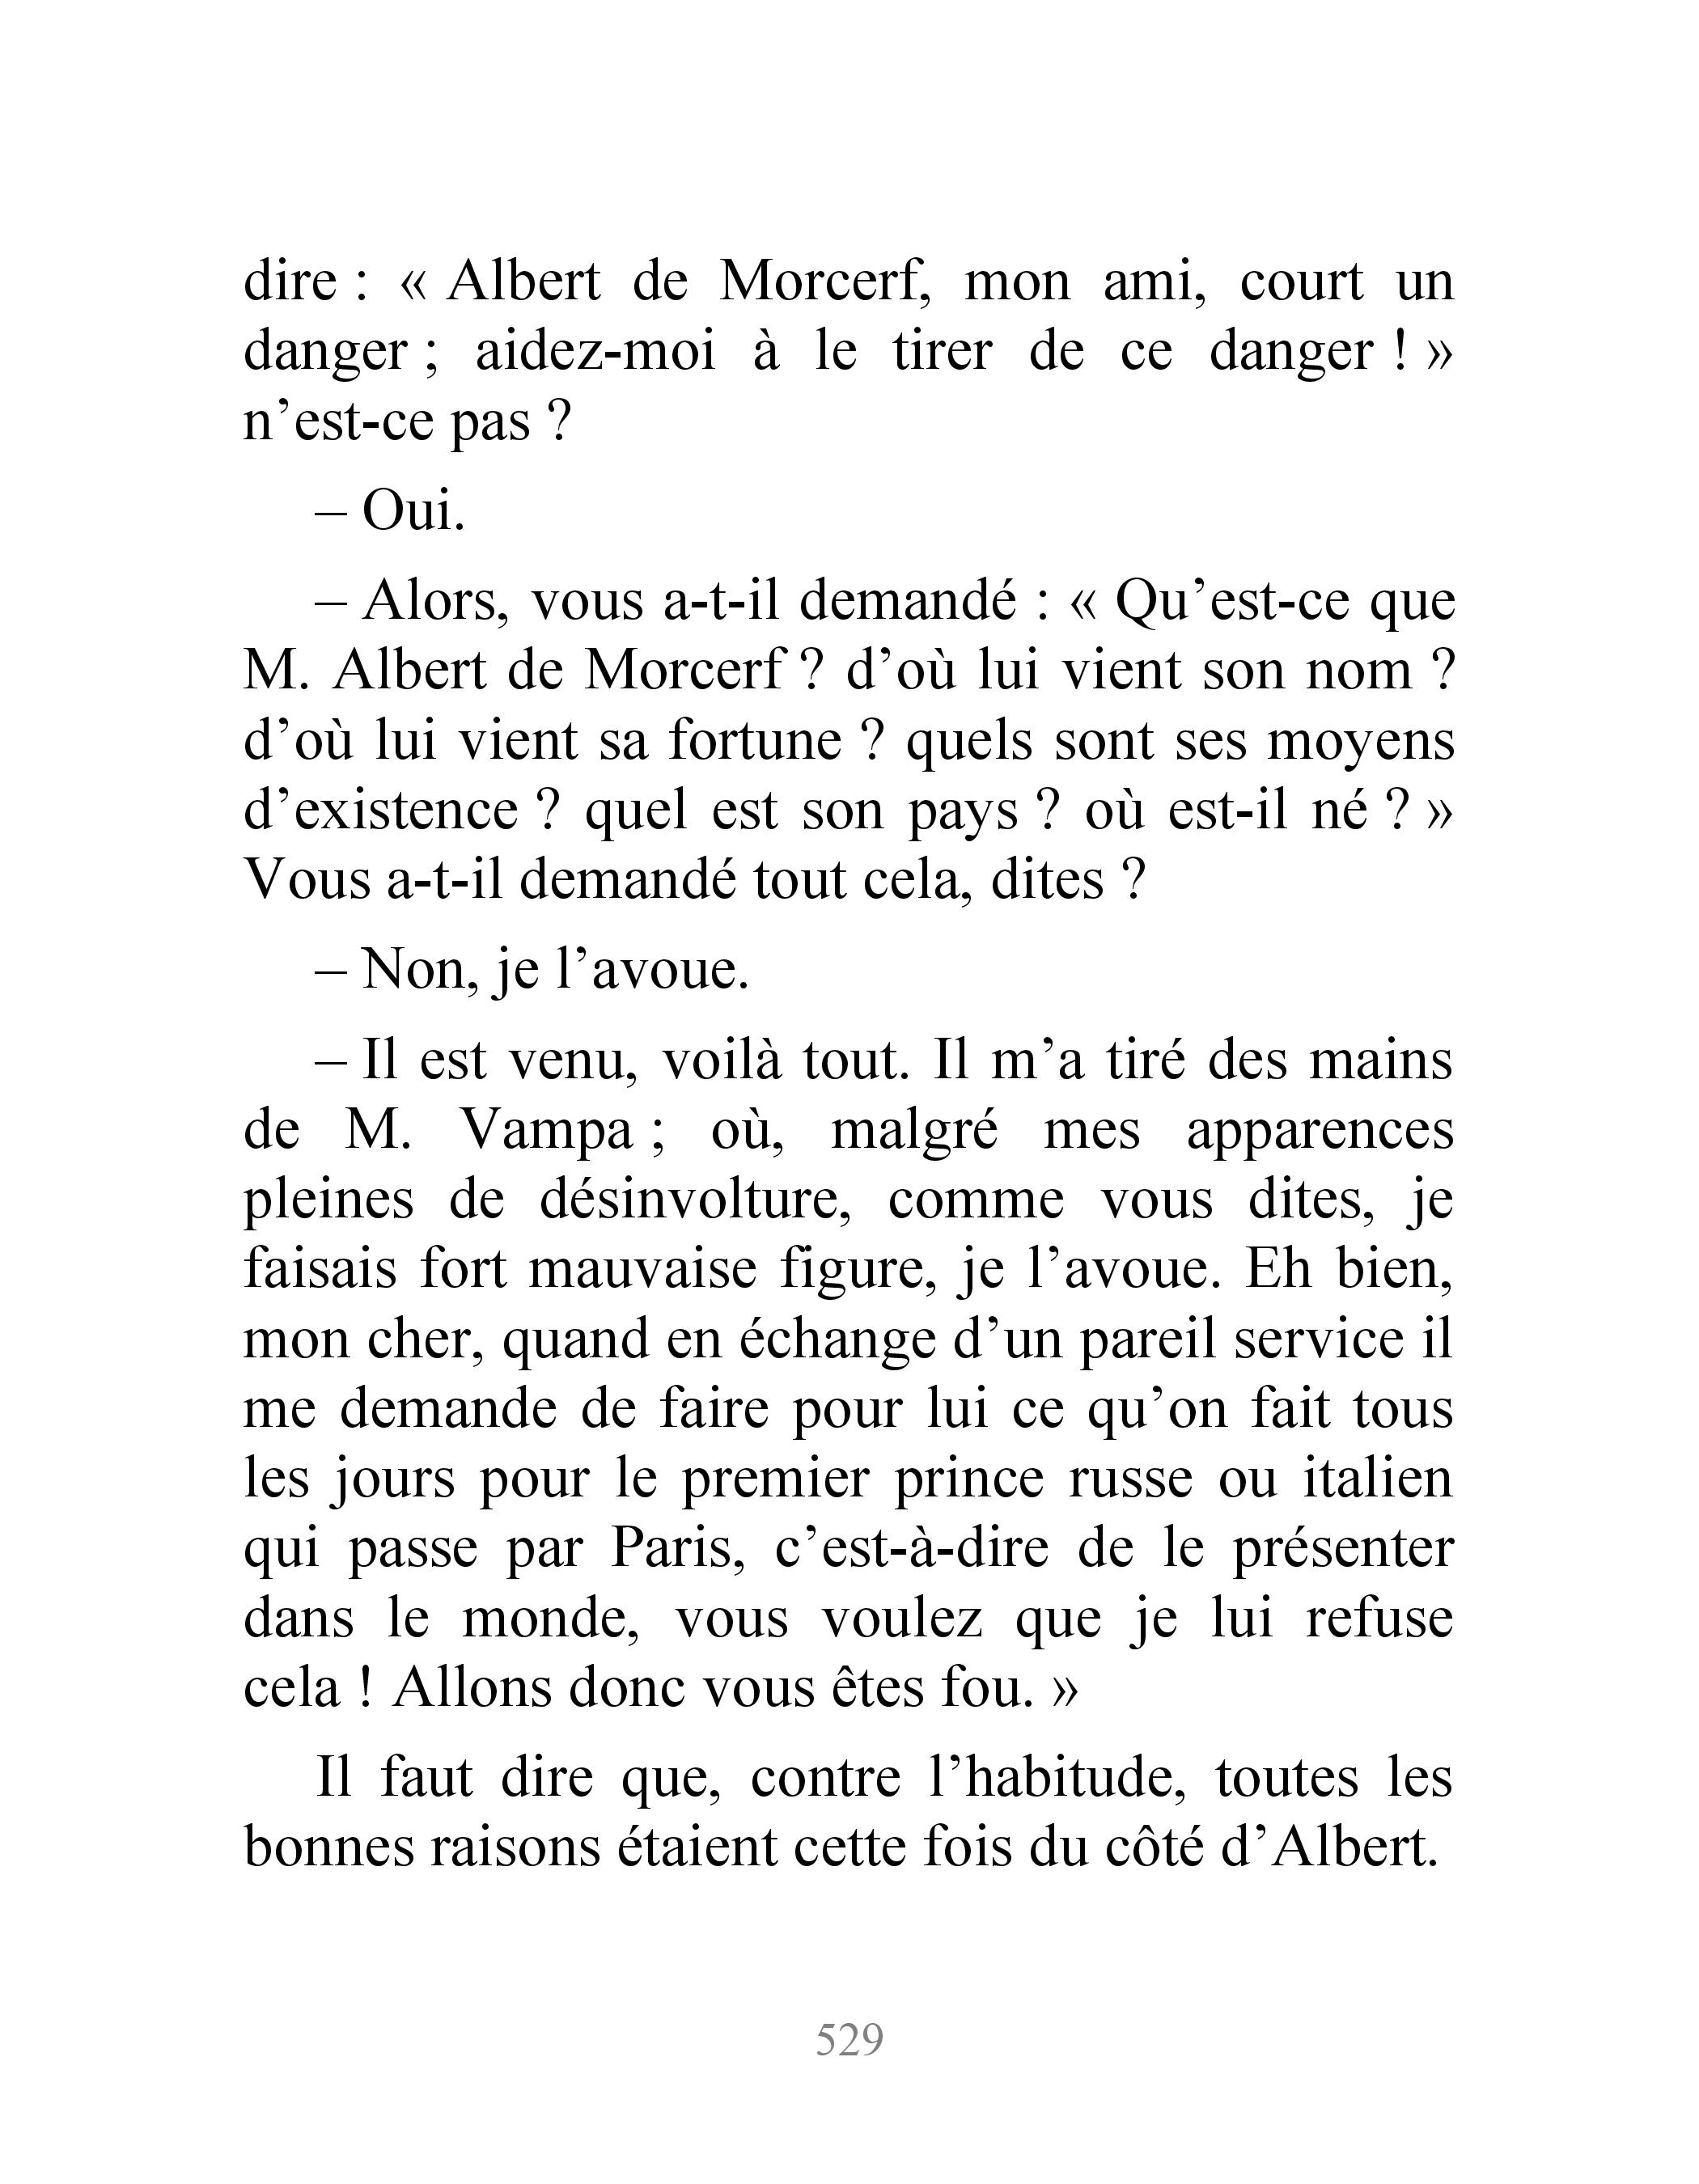 dire : « Albert de Morcerf, mon ami, court un
danger ; aidez-moi à le tirer de ce danger ! »
n’est-ce pas ?
– Oui.
– Alors, vous a-t-il demandé : « Qu’est-ce que
M. Albert de Morcerf ? d’où lui vient son nom ?
d’où lui vient sa fortune ? quels sont ses moyens
d’existence ? quel est son pays ? où est-il né ? »
Vous a-t-il demandé tout cela, dites ?
– Non, je l’avoue.
– Il est venu, voilà tout. Il m’a tiré des mains
de M. Vampa ; où, malgré mes apparences
pleines de désinvolture, comme vous dites, je
faisais fort mauvaise figure, je l’avoue. Eh bien,
mon cher, quand en échange d’un pareil service il
me demande de faire pour lui ce qu’on fait tous
les jours pour le premier prince russe ou italien
qui passe par Paris, c’est-à-dire de le présenter
dans le monde, vous voulez que je lui refuse
cela ! Allons donc vous êtes fou. »
Il faut dire que, contre l’habitude, toutes les
bonnes raisons étaient cette fois du côté d’Albert.
529